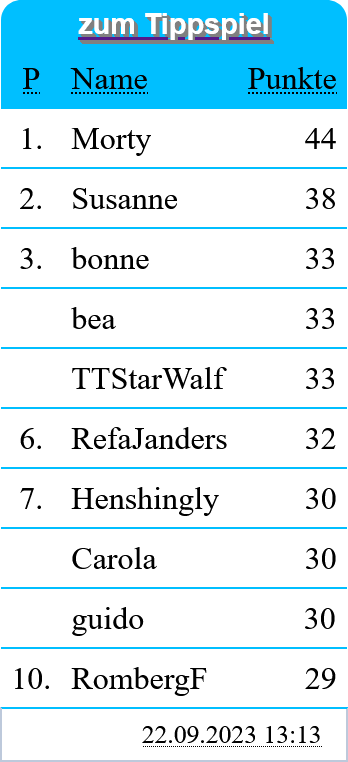 zum Tippspiel
P Name Punkte
1. Morty 44
2. Susanne 38
3. bonne 33
bea 33
TTStarWalf 33
6. RefaJanders 32
7. Henshingly 30
Carola 30
guido 30
10. RombergF 29
22.09.2023 13:13